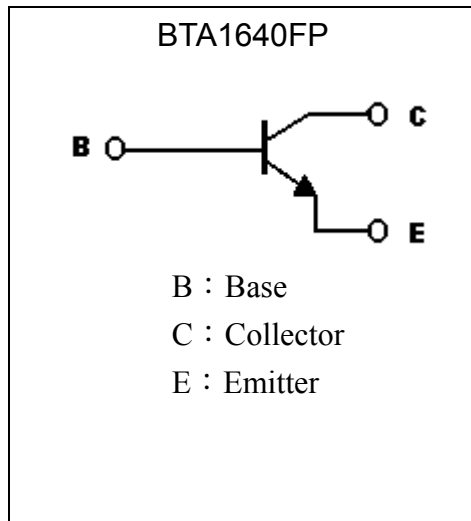 BTA1640FP
C
B
E
B：Base
C：Collector
E：Emitter